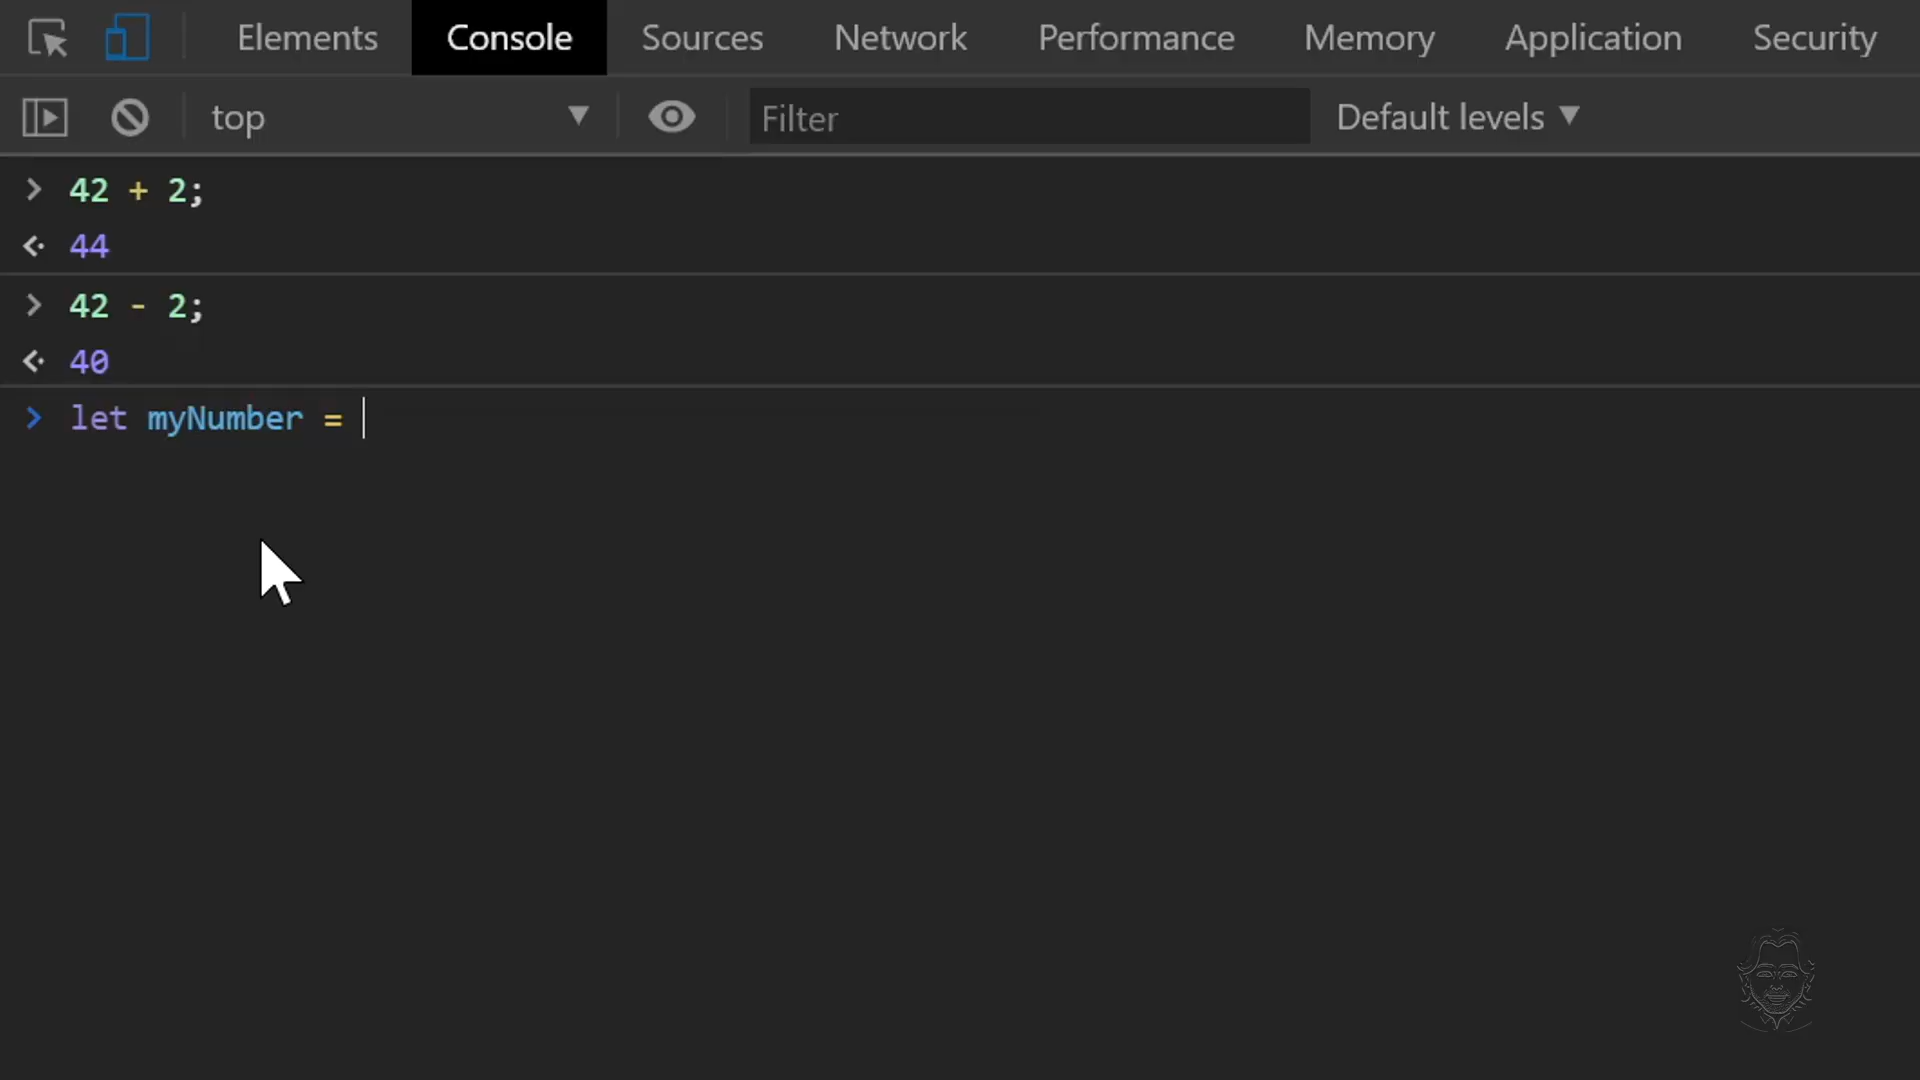 Elements Console Sources Network Performance Memory Application Security
top Filter Default levels
42 + 2;
44
42 - 2;
40
let myNumber =